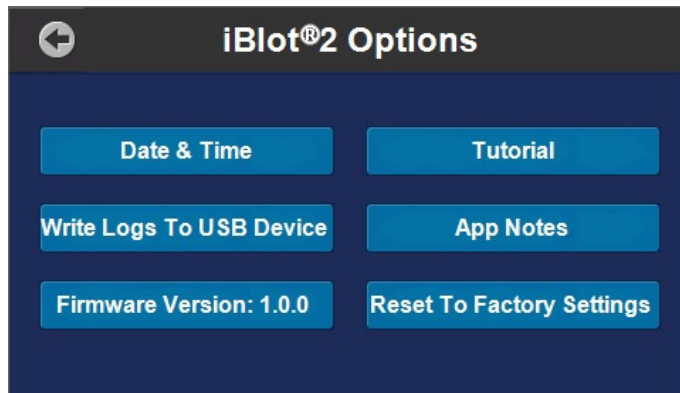 iBlot®2 Options
Date & Time
Tutorial
Write Logs To USB Device
App Notes
Firmware Version: 1.0.0
Reset To Factory Settings